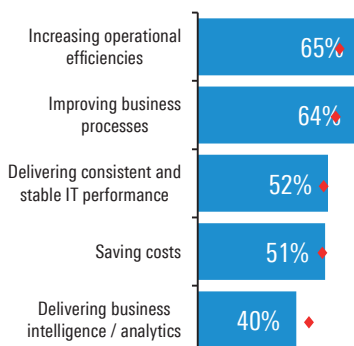 Increasing operational
efficiencies
65%
Improving business
processes
64%
Delivering consistent and
stable IT performance
52%
Saving costs
51%
Delivering business
intelligence / analytics
40%